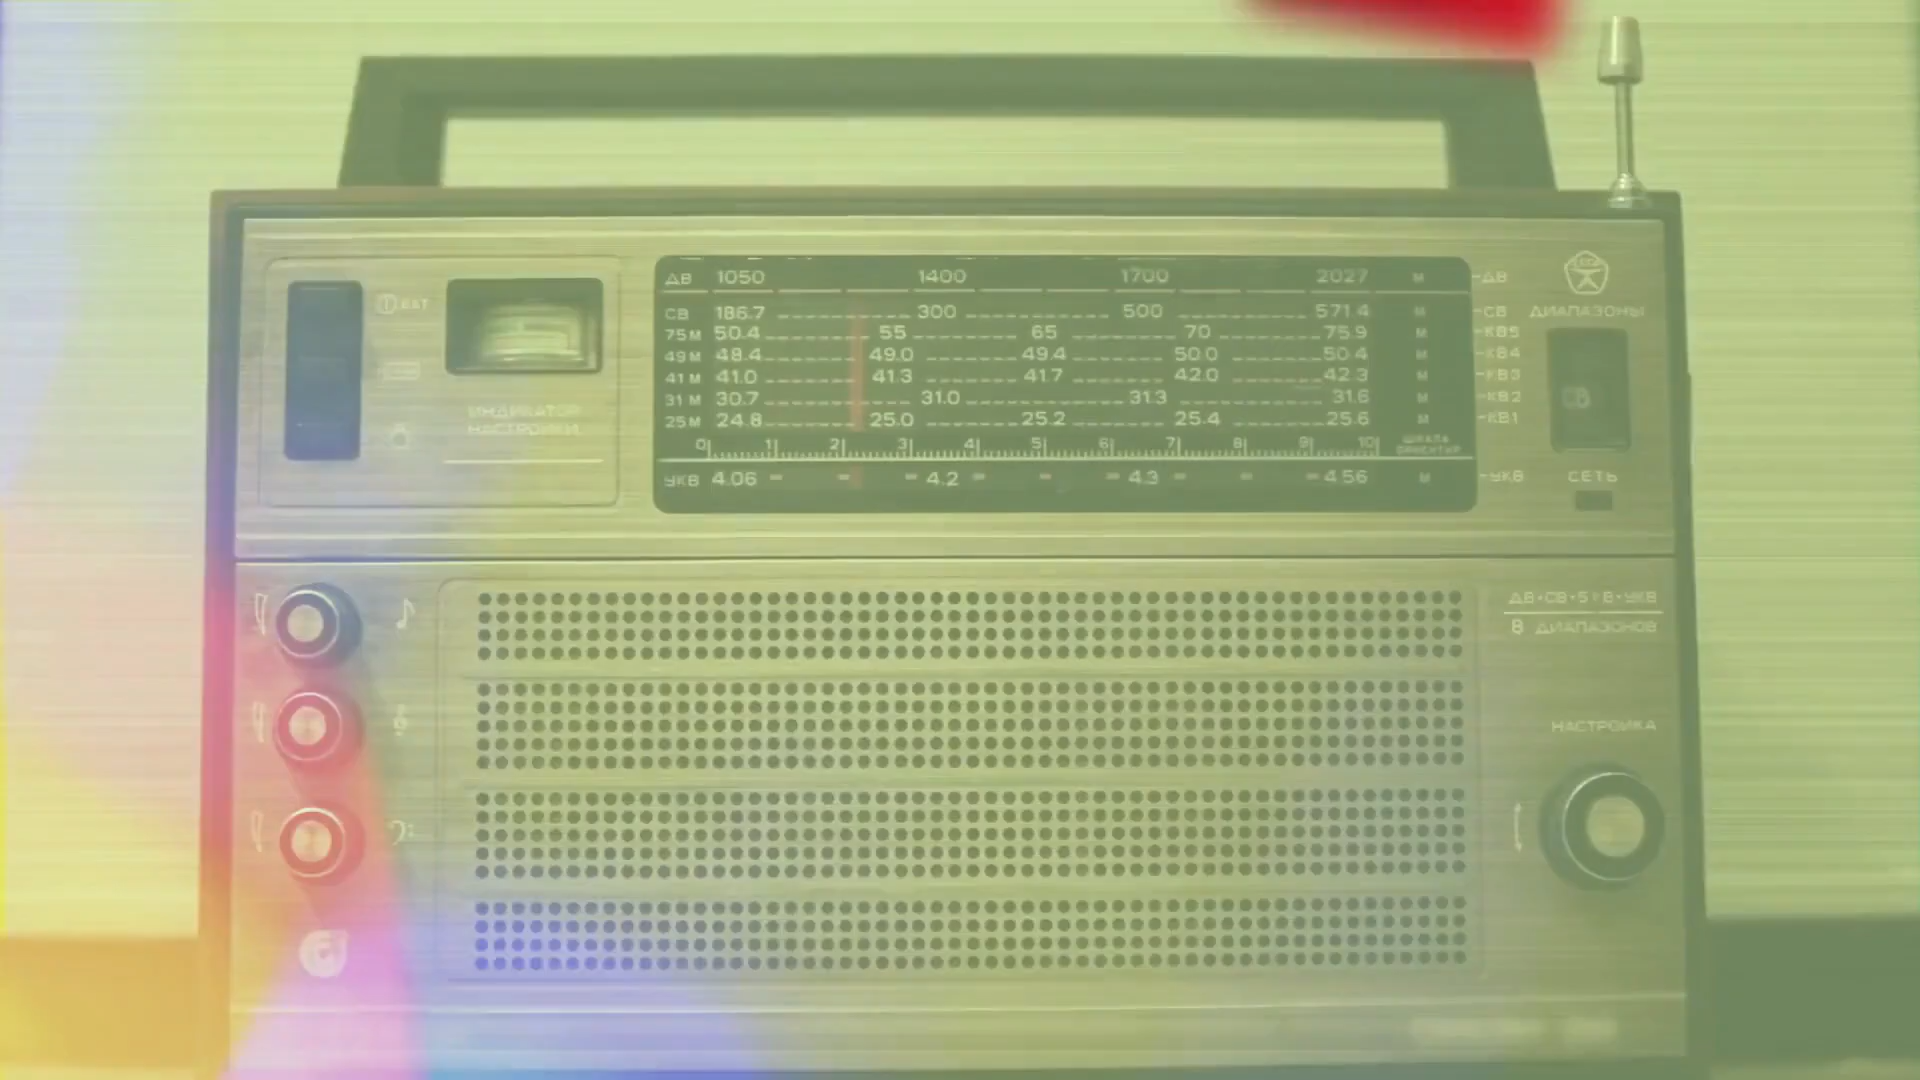 ВКТ
ИНДИКАТОР
НАСТРОЙКИ
ДВ 1050 1400 1700 2027 М
СВ 186.7 300 500 571.4 М
75М 50.4 55 65 70 75.9 М
49М 48.4 49.0 49.4 50.0 50.4 М
41М 41.0 41.3 41.7 42.0 42.3 М
31М 30.7 31.0 31.3 31.6 М
25М 24.8 25.0 25.2 25.4 25.6 М
0 1 2 3 4 5 6 7 8 9 10 ШКАЛА
УКВ 4.06 4.2 4.3 4.56 М
ДВ
СВ
КВ5
КВ4
КВ3
КВ2
КВ1
УКВ
ДИАПАЗОНЫ
СВ
СЕТЬ
ДВ•СВ•5КВ•УКВ
8 ДИАПАЗОНОВ
НАСТРОЙКА